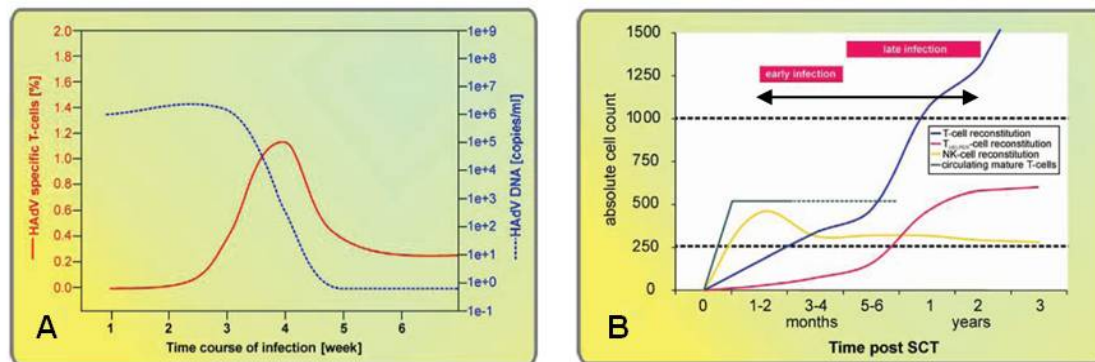 HAdV specific T-cells [%]
2.0
1.8
1.6
1.4
1.2
1.0
0.8
0.6
0.4
0.2
0.0
1e+9
1e+8
1e+7
1e+6
1e+5
1e+4
1e+3
1e+2
1e+1
1e+0
1e-1
HAdV DNA [copies/ml]
1 2 3 4 5 6
Time course of infection [week]
A
absolute cell count
1500
1250
1000
750
500
250
0
late infection
early infection
T-cell reconstitution
-cell reconstitution
NK-cell reconstitution
circulating mature T-cells
0 1-2 3-4 5-6 1 2 3
months years
Time post SCT
B